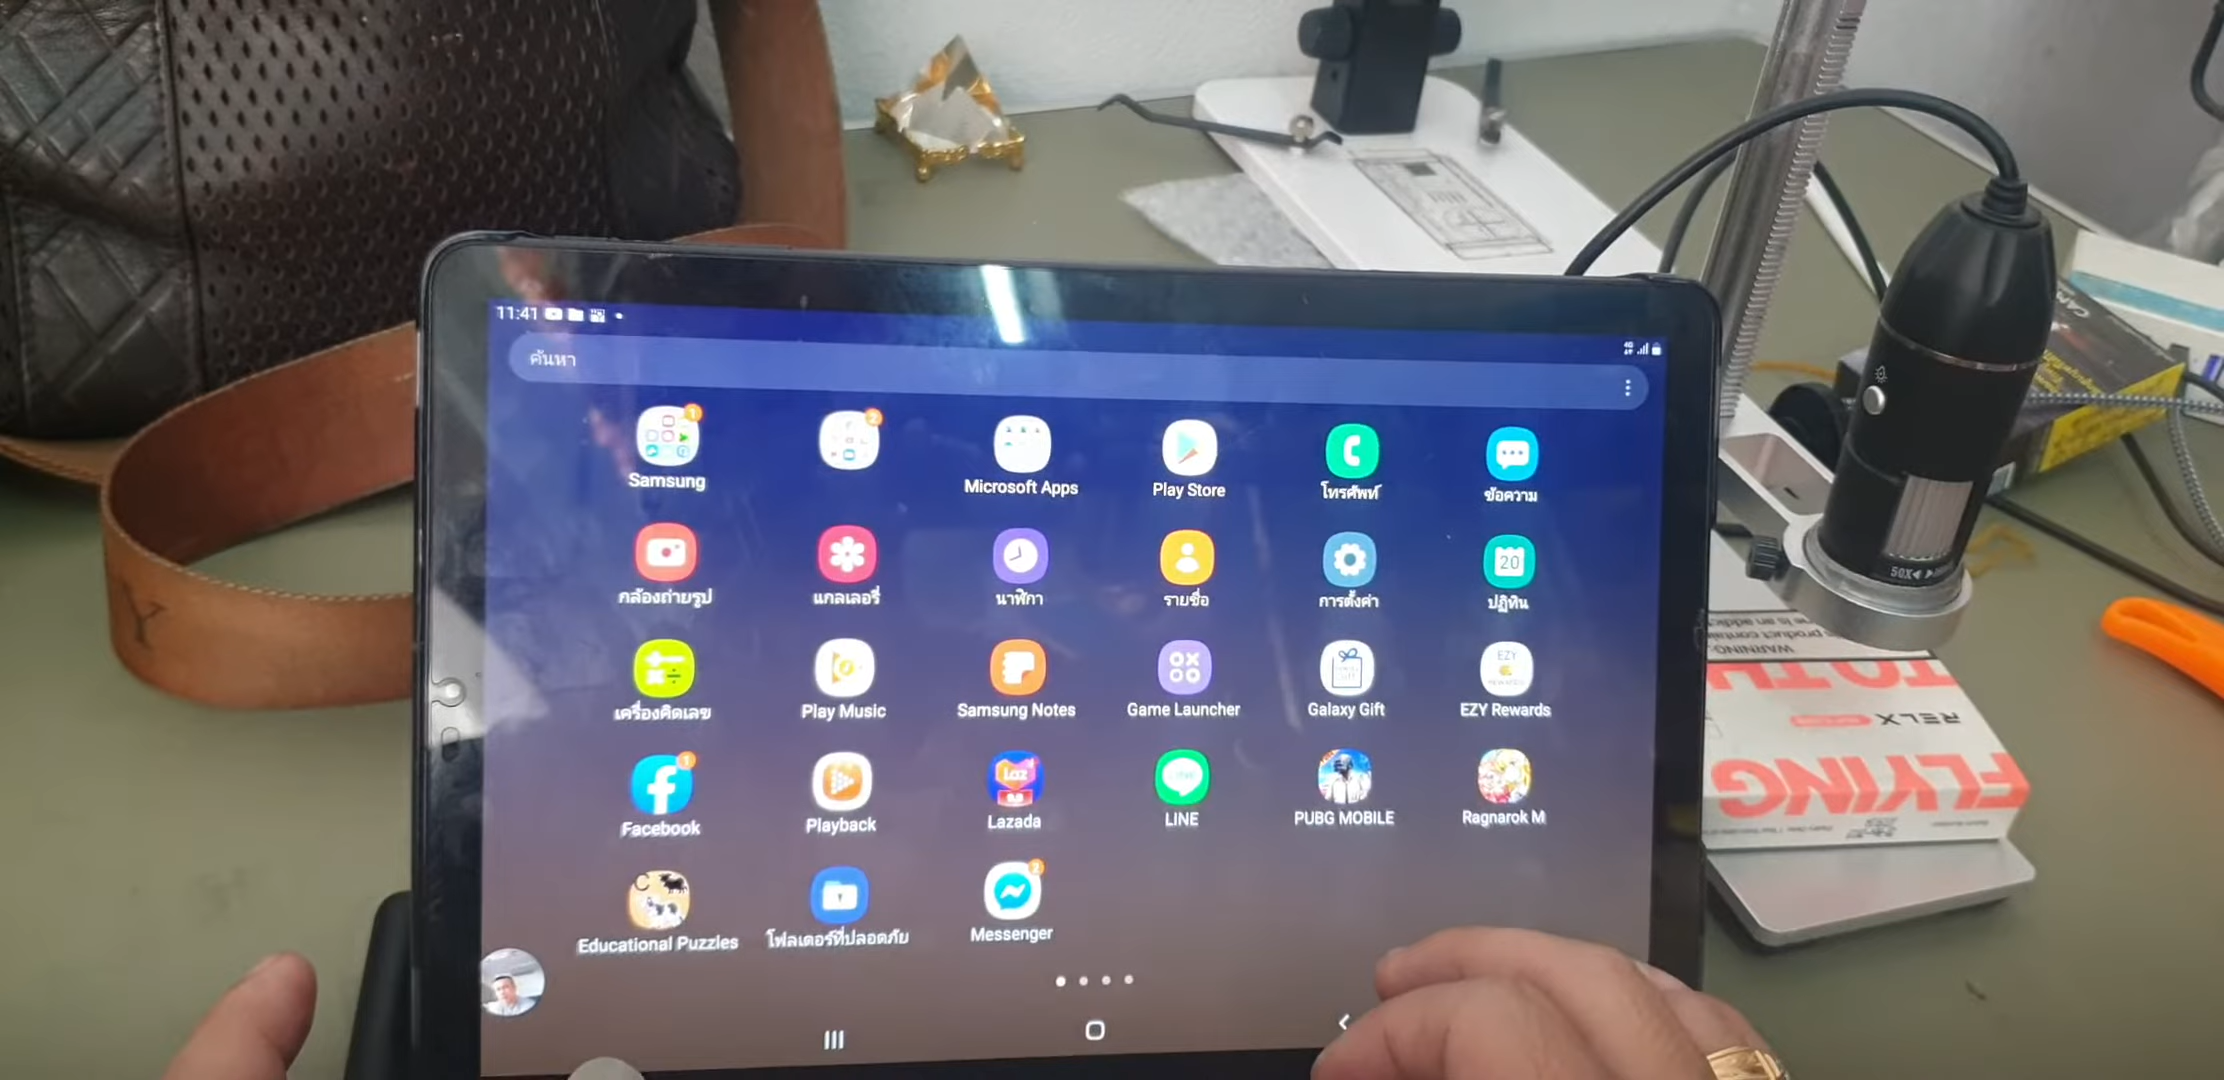 11:41
ค้นหา
Samsung
Microsoft Apps
Play Store
โทรศัพท์
ข้อความ
20
กล้องถ่ายรูป
แกลเลอรี่
นาฬิกา
รายชื่อ
การตั้งค่า
ปฏิทิน
เครื่องคิดเลข
Play Music
Samsung Notes
Game Launcher
Galaxy Gift
EZY Rewards
Facebook
Playback
Lazada
LINE
PUBG MOBILE
Ragnarok M
Educational Puzzles
โฟลเดอร์ที่ปลอดภัย
Messenger
50X
WARNING:
RELX
FLYING